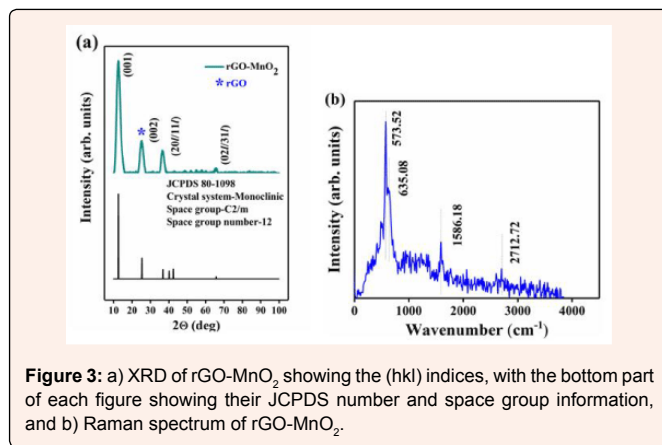 (a)
(001)
rGO-MnO₂
* rGO
(002)
(20l/11l)
(02l/31l)
JCPDS 80-1098
Crystal system-Monoclinic
Space group-C2/m
Space group number-12
Intensity (arb. units)
10 20 30 40 50 60 70 80 90 100
2Θ (deg)
(b)
573.52
635.08
1586.18
2712.72
Intensity (arb. units)
0 1000 2000 3000 4000
Wavenumber (cm⁻¹)
Figure 3: a) XRD of rGO-MnO₂ showing the (hkl) indices, with the bottom part
of each figure showing their JCPDS number and space group information,
and b) Raman spectrum of rGO-MnO₂.